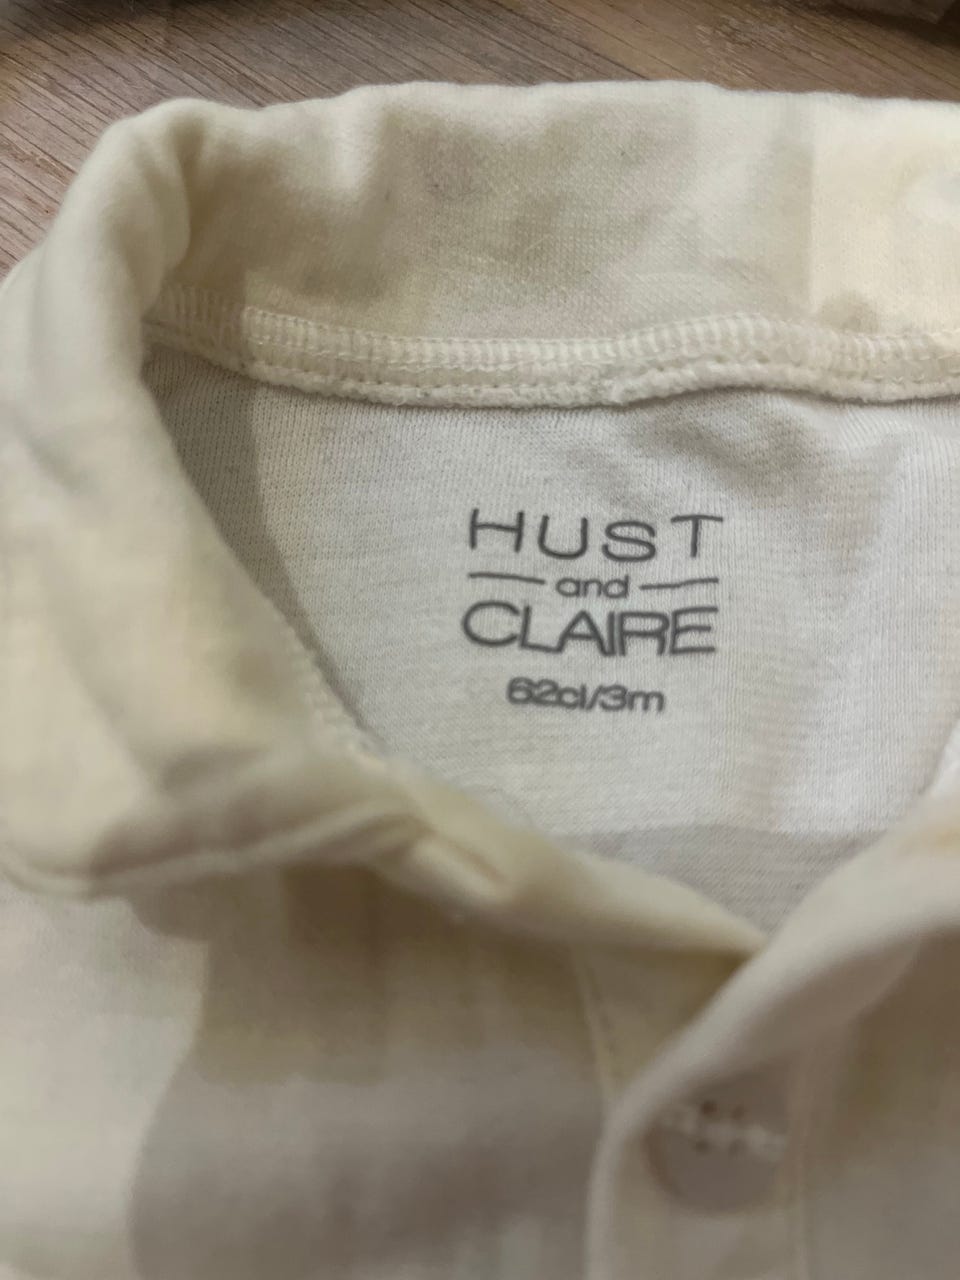 HUST
and
CLAIRE
62cl/3m